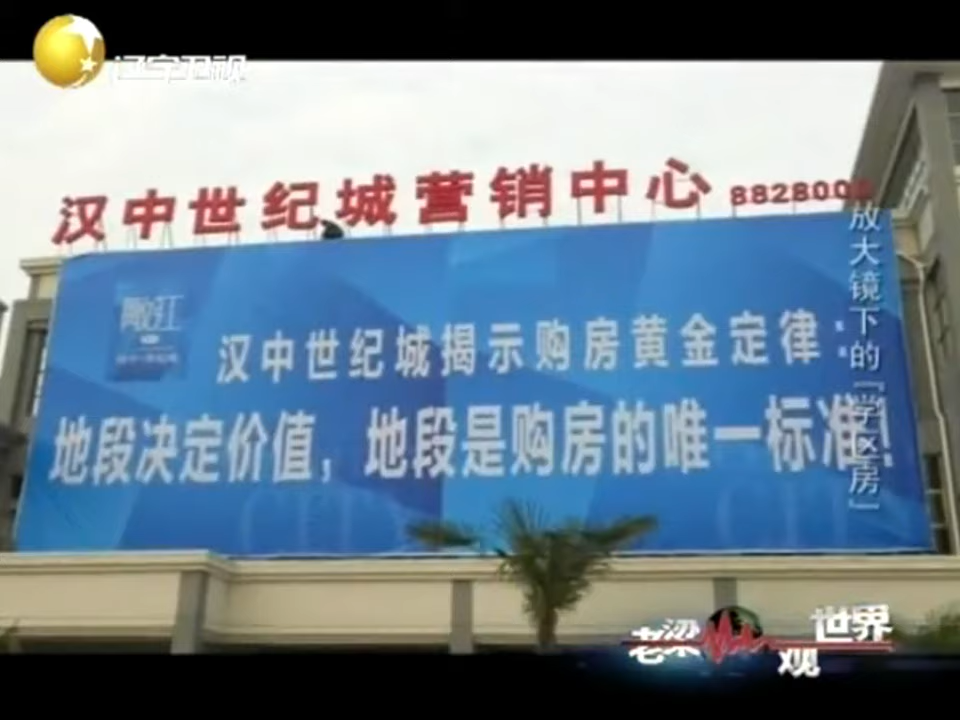 辽宁卫视
汉中世纪城营销中心 8828000
汉中世纪城揭示购房黄金定律：
地段决定价值，地段是购房的唯一标准！
放大镜下的『学区房』
老梁观世界